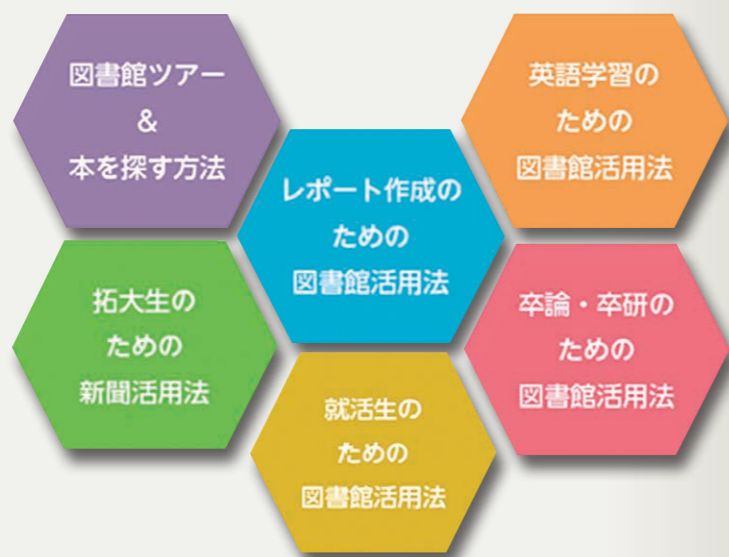 図書館ツアー
&
本を探す方法
英語学習の
ための
図書館活用法
レポート作成の
ための
図書館活用法
拓大生の
ための
新聞活用法
卒論・卒研の
ための
図書館活用法
就活生の
ための
図書館活用法